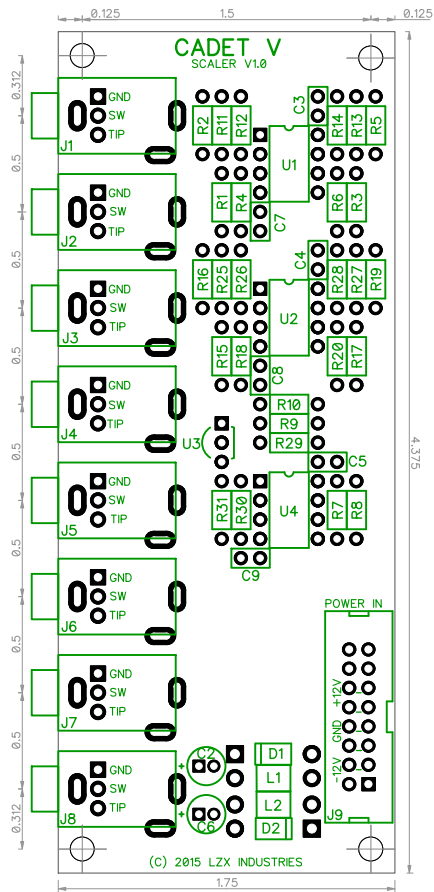 0.125 1.5 0.125
CADET V
SCALER V1.0
0.312
GND
SW
TIP
J1
R2 R11 R12
C3
R14 R13 R5
U1
0.5
GND
SW
TIP
J2
R1 R4
C7
R6 R3
0.5
C4
GND
SW
TIP
J3
R16 R25 R26
U2
R28 R27 R19
0.5
R15 R18
C8
R20 R17
GND
SW
TIP
J4
R10
R9
R29
U3
4.375
0.5
C5
GND
SW
TIP
J5
R31 R30
U4
R7 R8
0.5
C9
GND
SW
TIP
J6
POWER IN
0.5
GND
SW
TIP
J7
+12V
GND
-12V
J9
0.5
GND
SW
TIP
J8
+ C2
+ C6
D1
L1
L2
D2
0.312
(C) 2015 LZX INDUSTRIES
1.75